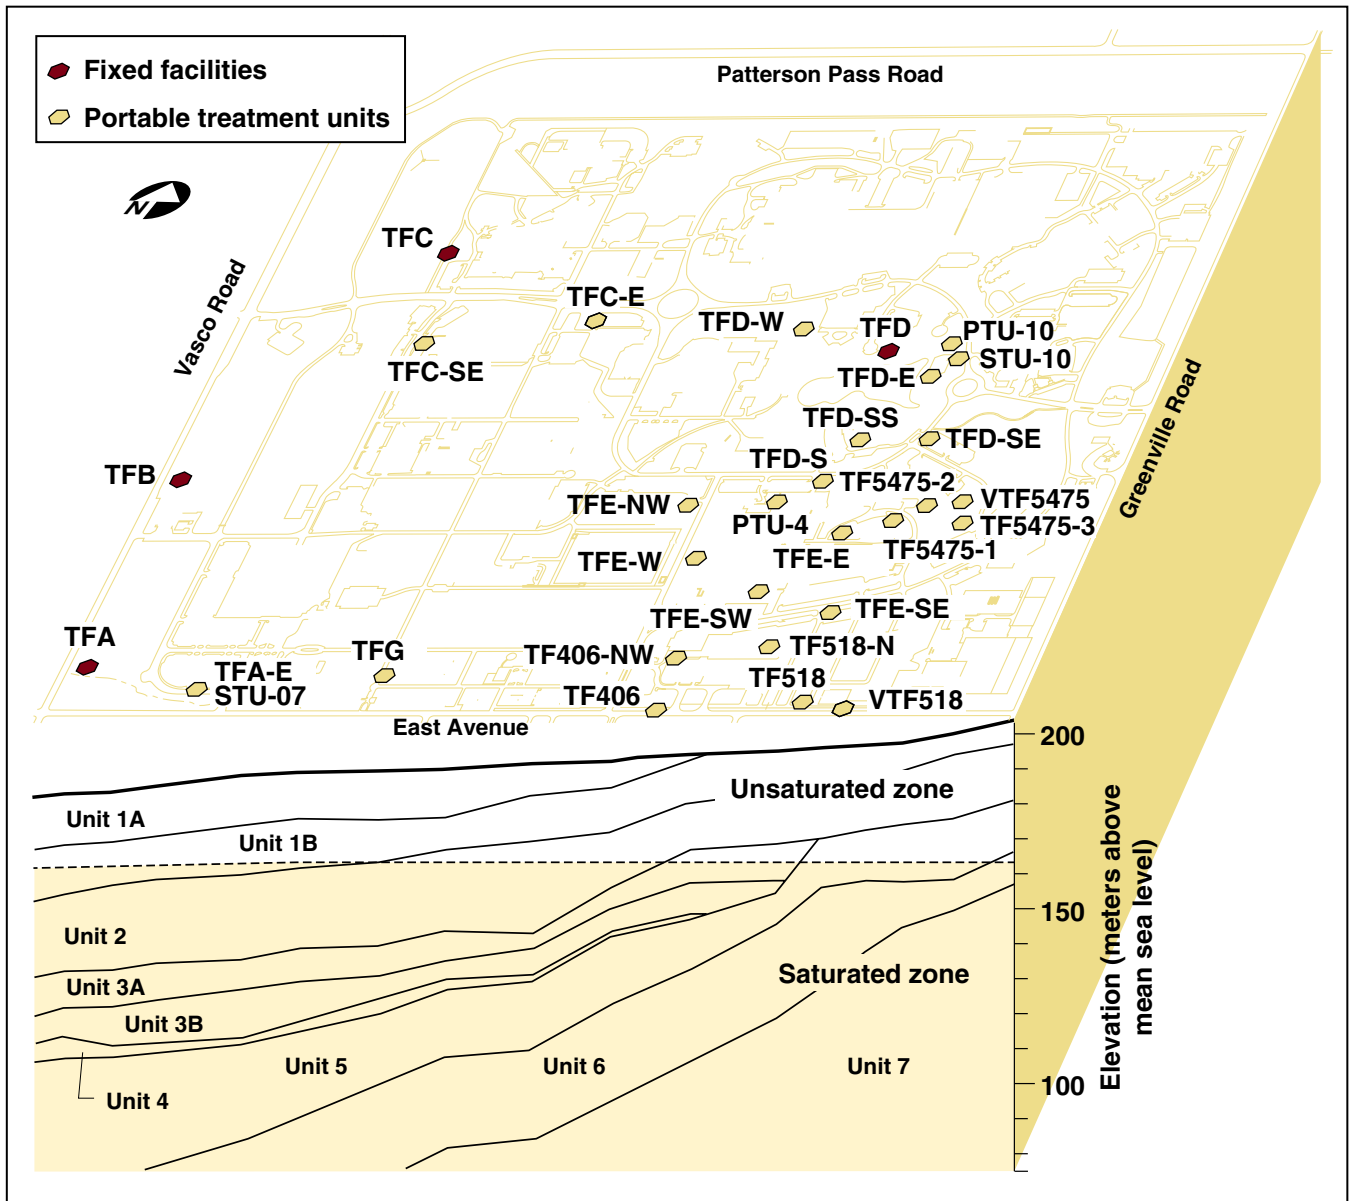 Fixed facilities
Portable treatment units
Patterson Pass Road
N
Vasco Road
Greenville Road
East Avenue
TFC
TFC-E
TFC-SE
TFD-W
TFD
PTU-10
STU-10
TFD-E
TFD-SS
TFD-SE
TFD-S
TF5475-2
VTF5475
TF5475-3
TF5475-1
TFB
TFE-NW
PTU-4
TFE-E
TFE-W
TFE-SW
TFE-SE
TFA
TFA-E
STU-07
TFG
TF406-NW
TF518-N
TF406
TF518
VTF518
200
150
100
Elevation (meters above
mean sea level)
Unsaturated zone
Unit 1A
Unit 1B
Unit 2
Unit 3A
Unit 3B
Unit 4
Unit 5
Unit 6
Saturated zone
Unit 7